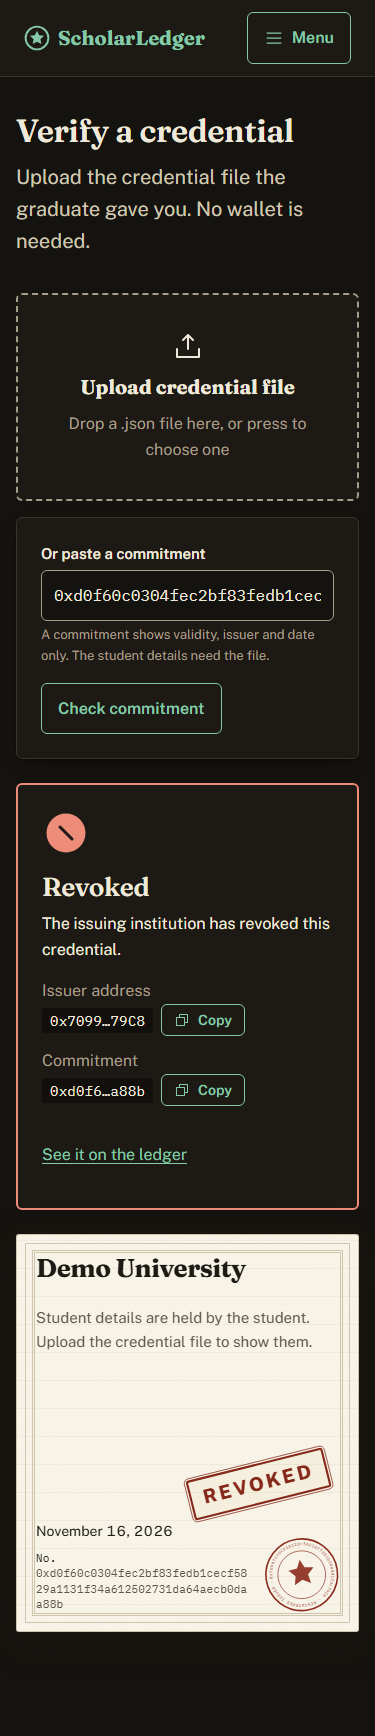 ScholarLedger
Menu
Verify a credential
Upload the credential file the
graduate gave you. No wallet is
needed.
Upload credential file
Drop a .json file here, or press to
choose one
Or paste a commitment
0xd0f60c0304fec2bf83fedb1cec
A commitment shows validity, issuer and date
only. The student details need the file.
Check commitment
Revoked
The issuing institution has revoked this
credential.
Issuer address
0x7099…79C8
Copy
Commitment
0xd0f6…a88b
Copy
See it on the ledger
Demo University
Student details are held by the student.
Upload the credential file to show them.
REVOKED
November 16, 2026
No.
0xd0f60c0304fec2bf83fedb1cecf58
29a1131f34a612502731da64aecb0da
a88b